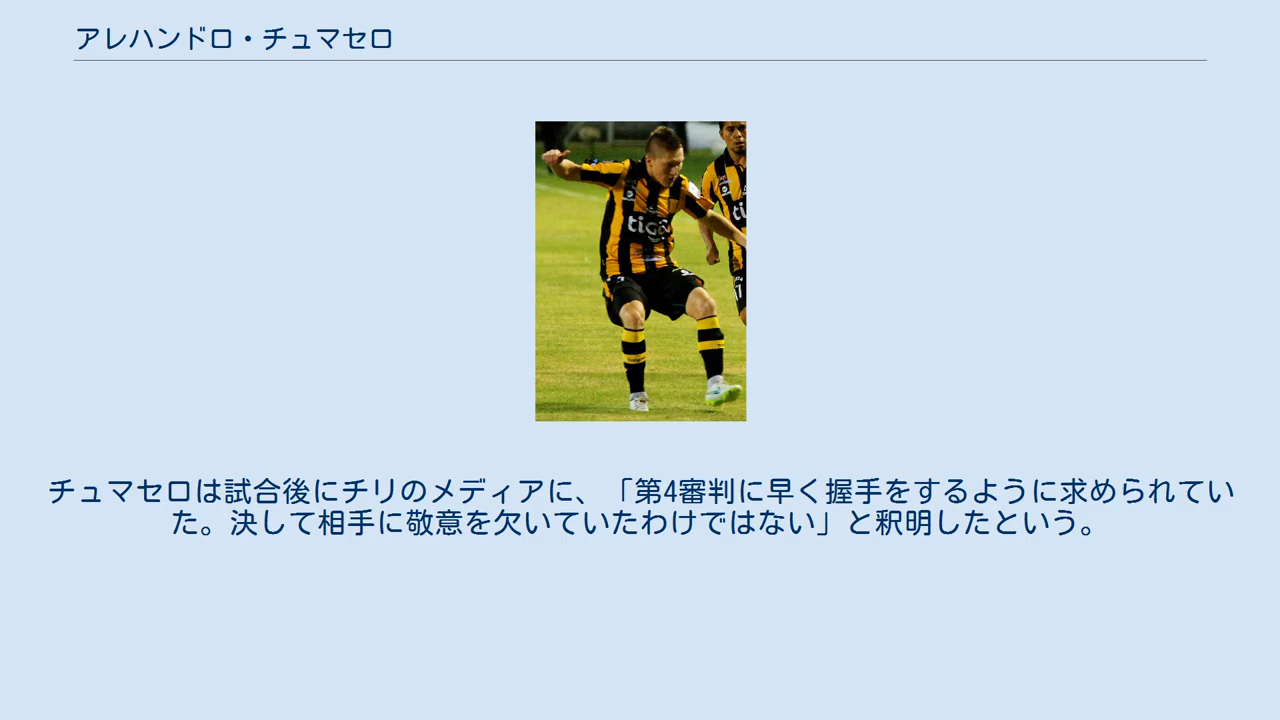 アレハンドロ・チュマセロ
tigo
ti
17
チュマセロは試合後にチリのメディアに、「第4審判に早く握手をするように求められてい
た。決して相手に敬意を欠いていたわけではない」と釈明したという。